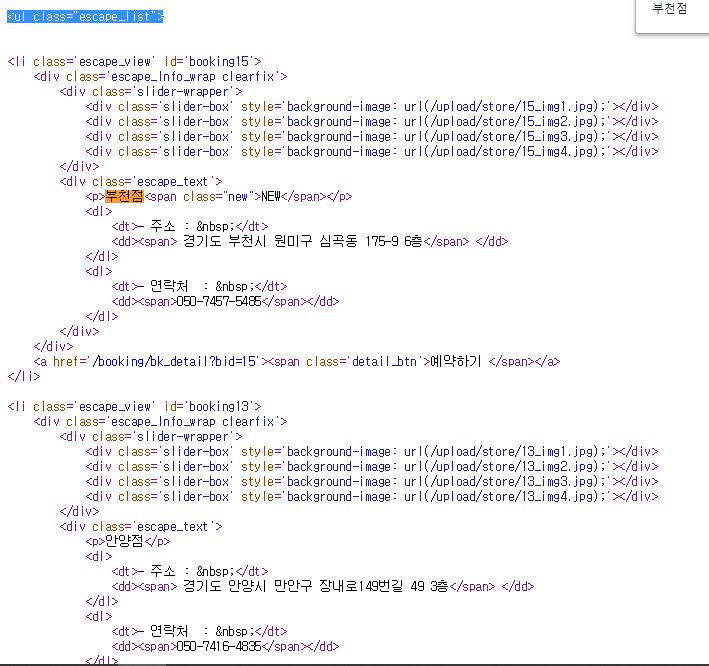 <ul class="escape_list">
부천점
<li class='escape_view' id='booking15'>
<div class='escape_Info_wrap clearfix'>
<div class='slider-wrapper'>
<div class='slider-box' style='background-image: url(/upload/store/15_img1.jpg);'></div>
<div class='slider-box' style='background-image: url(/upload/store/15_img2.jpg);'></div>
<div class='slider-box' style='background-image: url(/upload/store/15_img3.jpg);'></div>
<div class='slider-box' style='background-image: url(/upload/store/15_img4.jpg);'></div>
</div>
<div class='escape_text'>
<p>부천점<span class="new">NEW</span></p>
<dl>
<dt>- 주소 : &nbsp;</dt>
<dd><span> 경기도 부천시 원미구 심곡동 175-9 6층</span> </dd>
</dl>
<dl>
<dt>- 연락처  : &nbsp;</dt>
<dd><span>050-7457-5485</span></dd>
</dl>
</div>
</div>
<a href='/booking/bk_detail?bid=15'><span class='detail_btn'>예약하기 </span></a>
</li>
<li class='escape_view' id='booking13'>
<div class='escape_Info_wrap clearfix'>
<div class='slider-wrapper'>
<div class='slider-box' style='background-image: url(/upload/store/13_img1.jpg);'></div>
<div class='slider-box' style='background-image: url(/upload/store/13_img2.jpg);'></div>
<div class='slider-box' style='background-image: url(/upload/store/13_img3.jpg);'></div>
<div class='slider-box' style='background-image: url(/upload/store/13_img4.jpg);'></div>
</div>
<div class='escape_text'>
<p>안양점</p>
<dl>
<dt>- 주소 : &nbsp;</dt>
<dd><span> 경기도 안양시 만안구 장내로149번길 49 3층</span> </dd>
</dl>
<dl>
<dt>- 연락처  : &nbsp;</dt>
<dd><span>050-7416-4835</span></dd>
</dl>